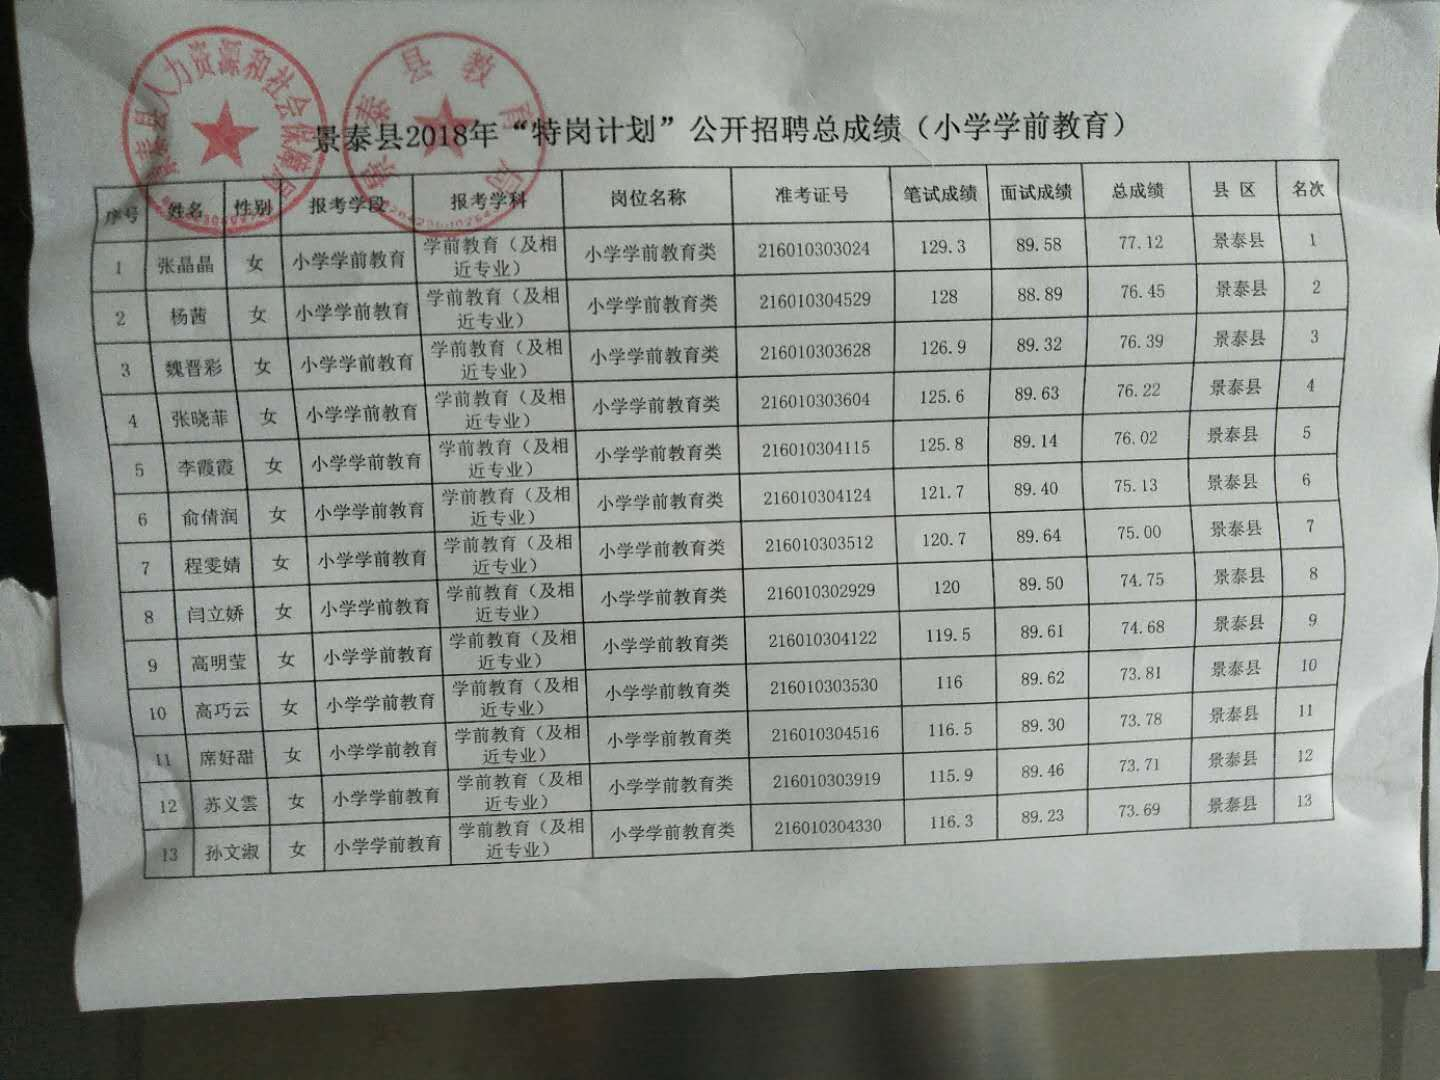 景泰县人力资源和社会保障局
景泰县教育局
景泰县2018年“特岗计划”公开招聘总成绩（小学学前教育）
序号 姓名 性别 报考学段 报考学科 岗位名称 准考证号 笔试成绩 面试成绩 总成绩 县 区 名次
1 张晶晶 女 小学学前教育 学前教育（及相近专业） 小学学前教育类 216010303024 129.3 89.58 77.12 景泰县 1
2 杨茜 女 小学学前教育 学前教育（及相近专业） 小学学前教育类 216010304529 128 88.89 76.45 景泰县 2
3 魏晋彩 女 小学学前教育 学前教育（及相近专业） 小学学前教育类 216010303628 126.9 89.32 76.39 景泰县 3
4 张晓菲 女 小学学前教育 学前教育（及相近专业） 小学学前教育类 216010303604 125.6 89.63 76.22 景泰县 4
5 李霞霞 女 小学学前教育 学前教育（及相近专业） 小学学前教育类 216010304115 125.8 89.14 76.02 景泰县 5
6 俞倩润 女 小学学前教育 学前教育（及相近专业） 小学学前教育类 216010304124 121.7 89.40 75.13 景泰县 6
7 程雯婧 女 小学学前教育 学前教育（及相近专业） 小学学前教育类 216010303512 120.7 89.64 75.00 景泰县 7
8 闫立娇 女 小学学前教育 学前教育（及相近专业） 小学学前教育类 216010302929 120 89.50 74.75 景泰县 8
9 高明莹 女 小学学前教育 学前教育（及相近专业） 小学学前教育类 216010304122 119.5 89.61 74.68 景泰县 9
10 高巧云 女 小学学前教育 学前教育（及相近专业） 小学学前教育类 216010303530 116 89.62 73.81 景泰县 10
11 席好甜 女 小学学前教育 学前教育（及相近专业） 小学学前教育类 216010304516 116.5 89.30 73.78 景泰县 11
12 苏义雲 女 小学学前教育 学前教育（及相近专业） 小学学前教育类 216010303919 115.9 89.46 73.71 景泰县 12
13 孙文淑 女 小学学前教育 学前教育（及相近专业） 小学学前教育类 216010304330 116.3 89.23 73.69 景泰县 13